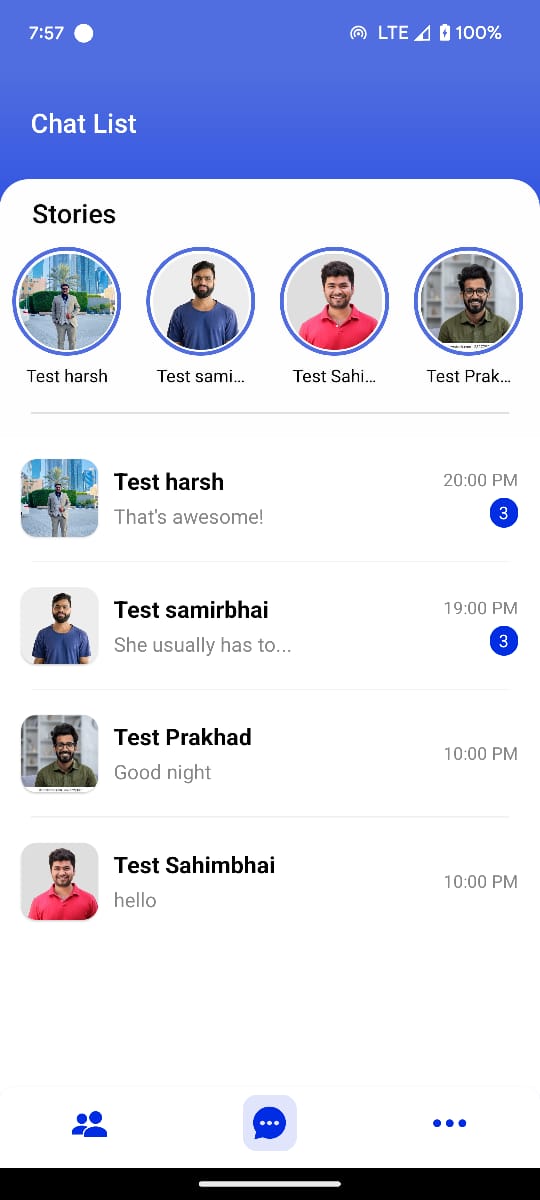 7:57 LTE 100%
Chat List
Stories
Test harsh Test sami... Test Sahi... Test Prak...
Test harsh 20:00 PM
That's awesome! 3
Test samirbhai 19:00 PM
She usually has to... 3
Test Prakhad 10:00 PM
Good night
Test Sahimbhai 10:00 PM
hello